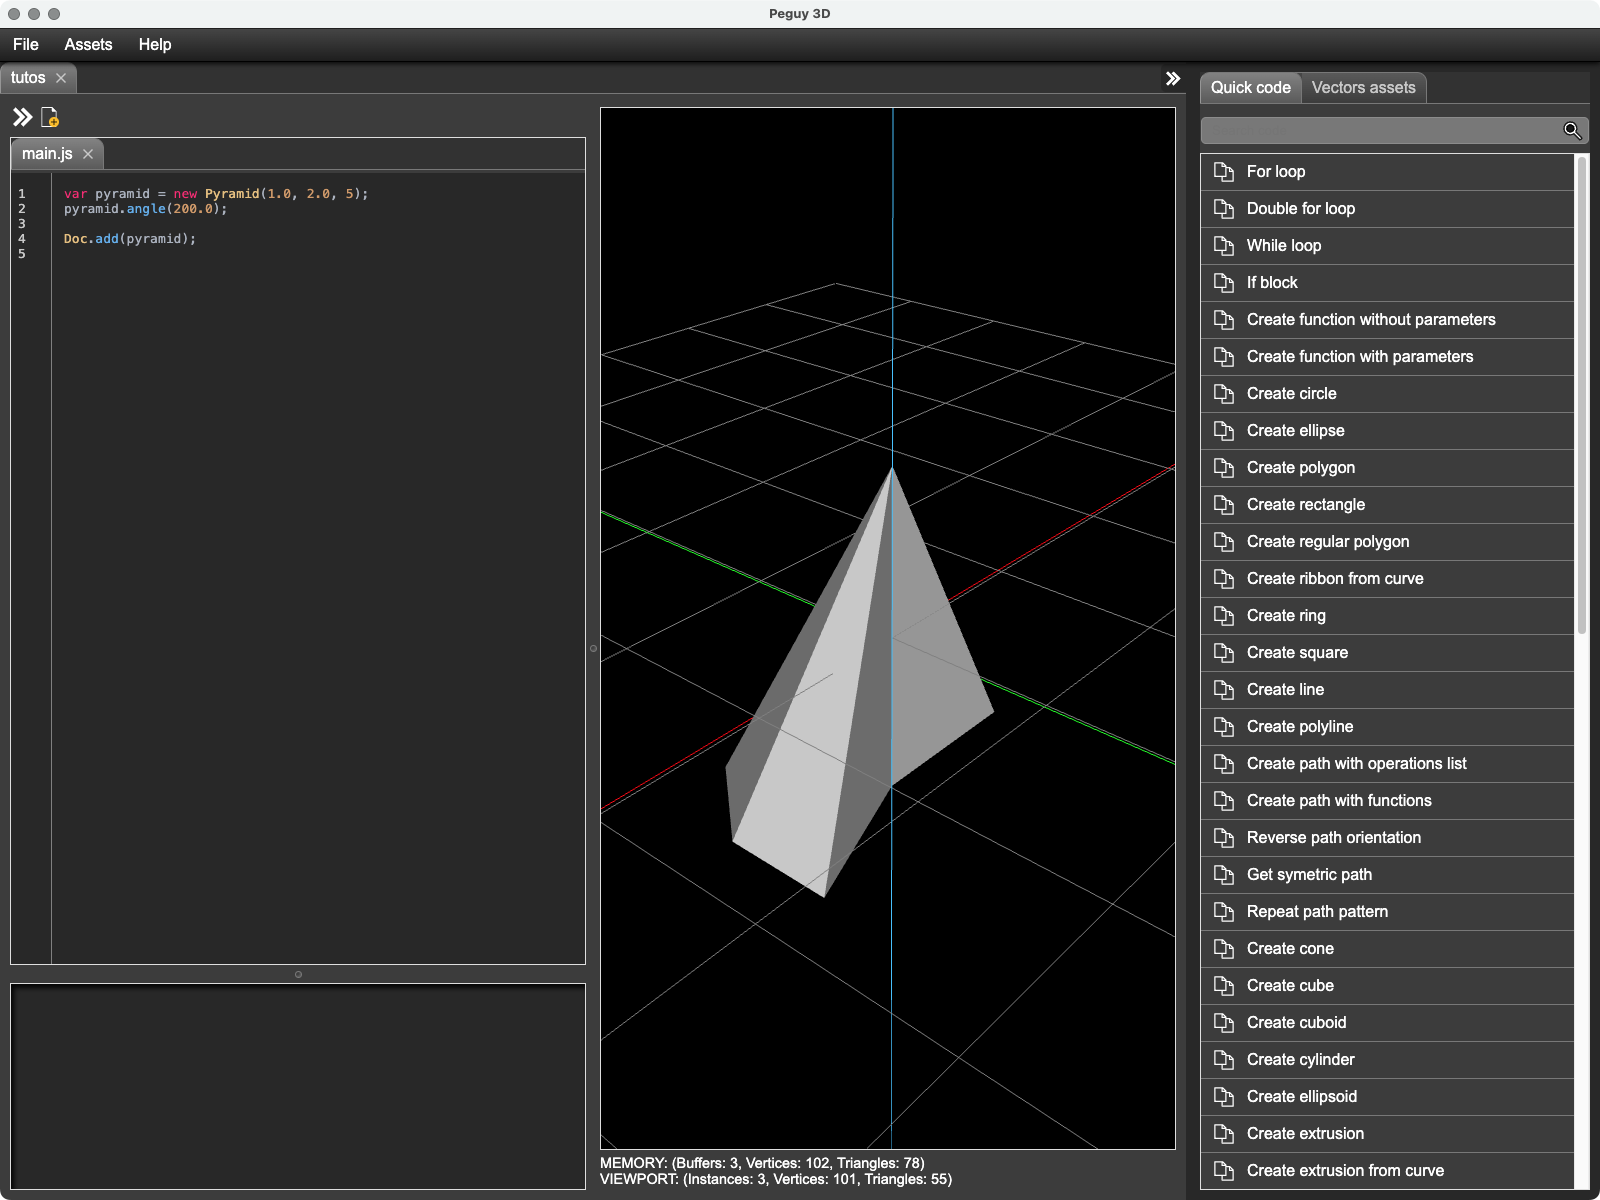 Peguy 3D
File Assets Help
tutos
main.js
1 var pyramid = new Pyramid(1.0, 2.0, 5);
2 pyramid.angle(200.0);
3
4 Doc.add(pyramid);
5
MEMORY: (Buffers: 3, Vertices: 102, Triangles: 78)
VIEWPORT: (Instances: 3, Vertices: 101, Triangles: 55)
Quick code Vectors assets
For loop
Double for loop
While loop
If block
Create function without parameters
Create function with parameters
Create circle
Create ellipse
Create polygon
Create rectangle
Create regular polygon
Create ribbon from curve
Create ring
Create square
Create line
Create polyline
Create path with operations list
Create path with functions
Reverse path orientation
Get symetric path
Repeat path pattern
Create cone
Create cube
Create cuboid
Create cylinder
Create ellipsoid
Create extrusion
Create extrusion from curve